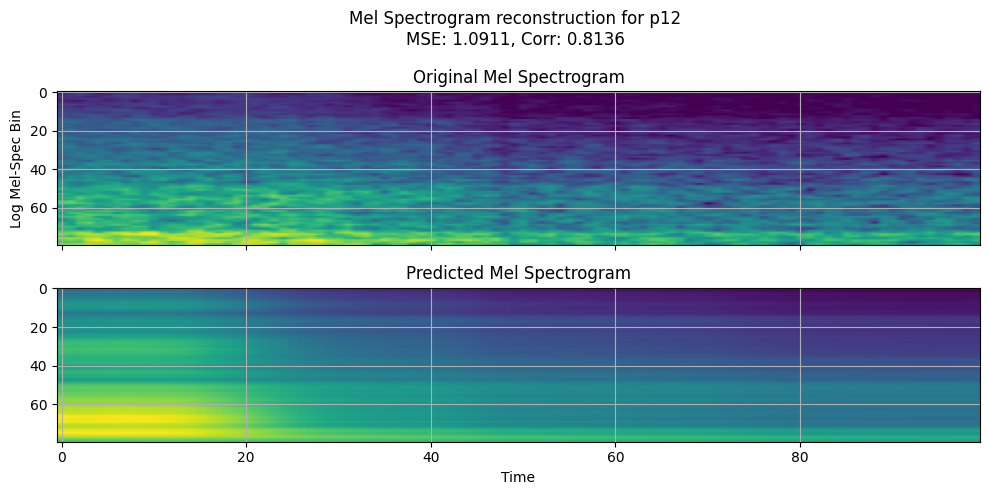 Mel Spectrogram reconstruction for p12
MSE: 1.0911, Corr: 0.8136
Original Mel Spectrogram
0
20
40
60
Log Mel-Spec Bin
Predicted Mel Spectrogram
0
20
40
60
0 20 40 60 80
Time